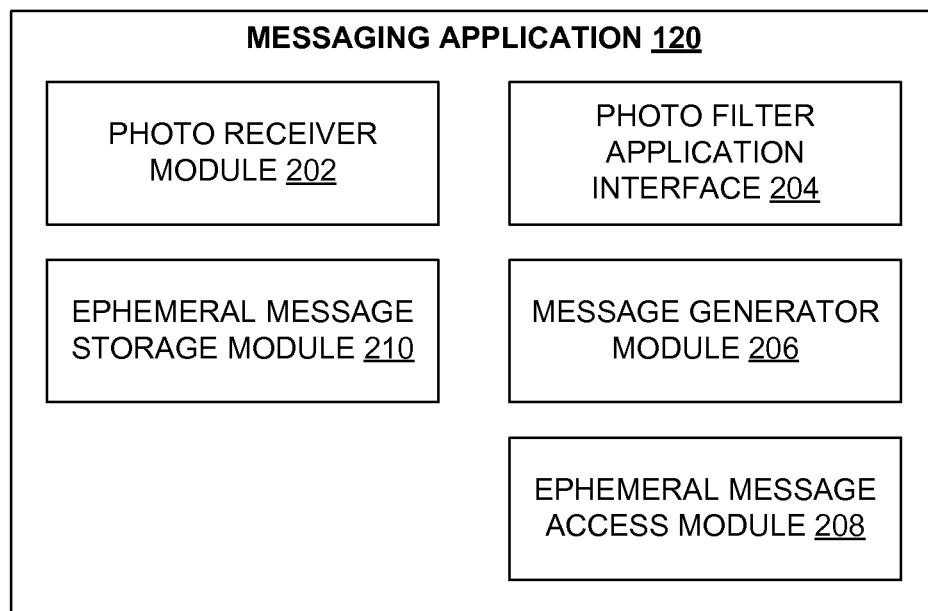 MESSAGING APPLICATION 120
PHOTO RECEIVER
MODULE 202
PHOTO FILTER
APPLICATION
INTERFACE 204
EPHEMERAL MESSAGE
STORAGE MODULE 210
MESSAGE GENERATOR
MODULE 206
EPHEMERAL MESSAGE
ACCESS MODULE 208